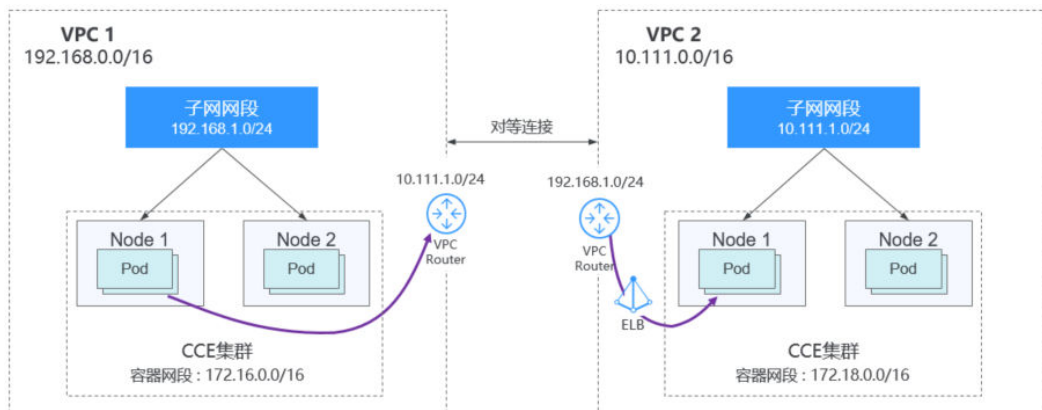 VPC 1
192.168.0.0/16
子网网段
192.168.1.0/24
Node 1
Pod
Node 2
Pod
CCE集群
容器网段：172.16.0.0/16
对等连接
10.111.1.0/24
VPC
Router
192.168.1.0/24
VPC
Router
ELB
VPC 2
10.111.0.0/16
子网网段
10.111.1.0/24
Node 1
Pod
Node 2
Pod
CCE集群
容器网段：172.18.0.0/16